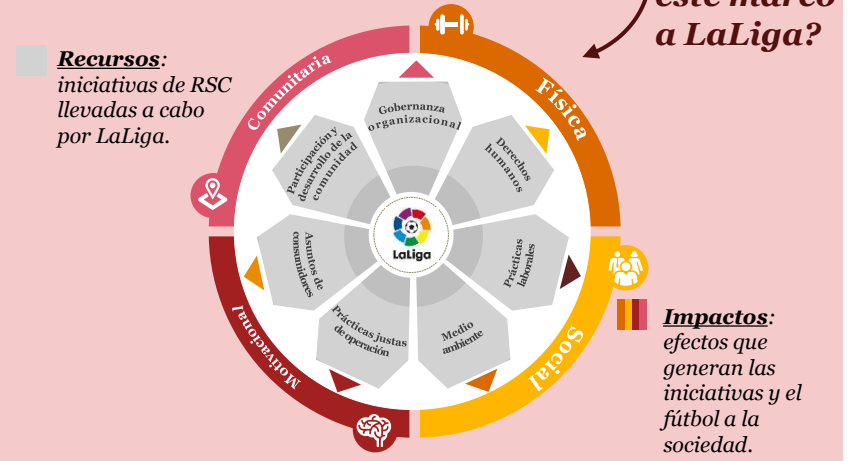 este marco
a LaLiga?
Recursos:
iniciativas de RSC
llevadas a cabo
por LaLiga.
Comunitaria
Física
Gobernanza
organizacional
Derechos
humanos
Participación y
desarrollo de la
comunidad
LaLiga
Asuntos de
consumidores
Prácticas
laborales
Prácticas justas
de operación
Medio
ambiente
Motivacional
Social
Impactos:
efectos que
generan las
iniciativas y el
fútbol a la
sociedad.